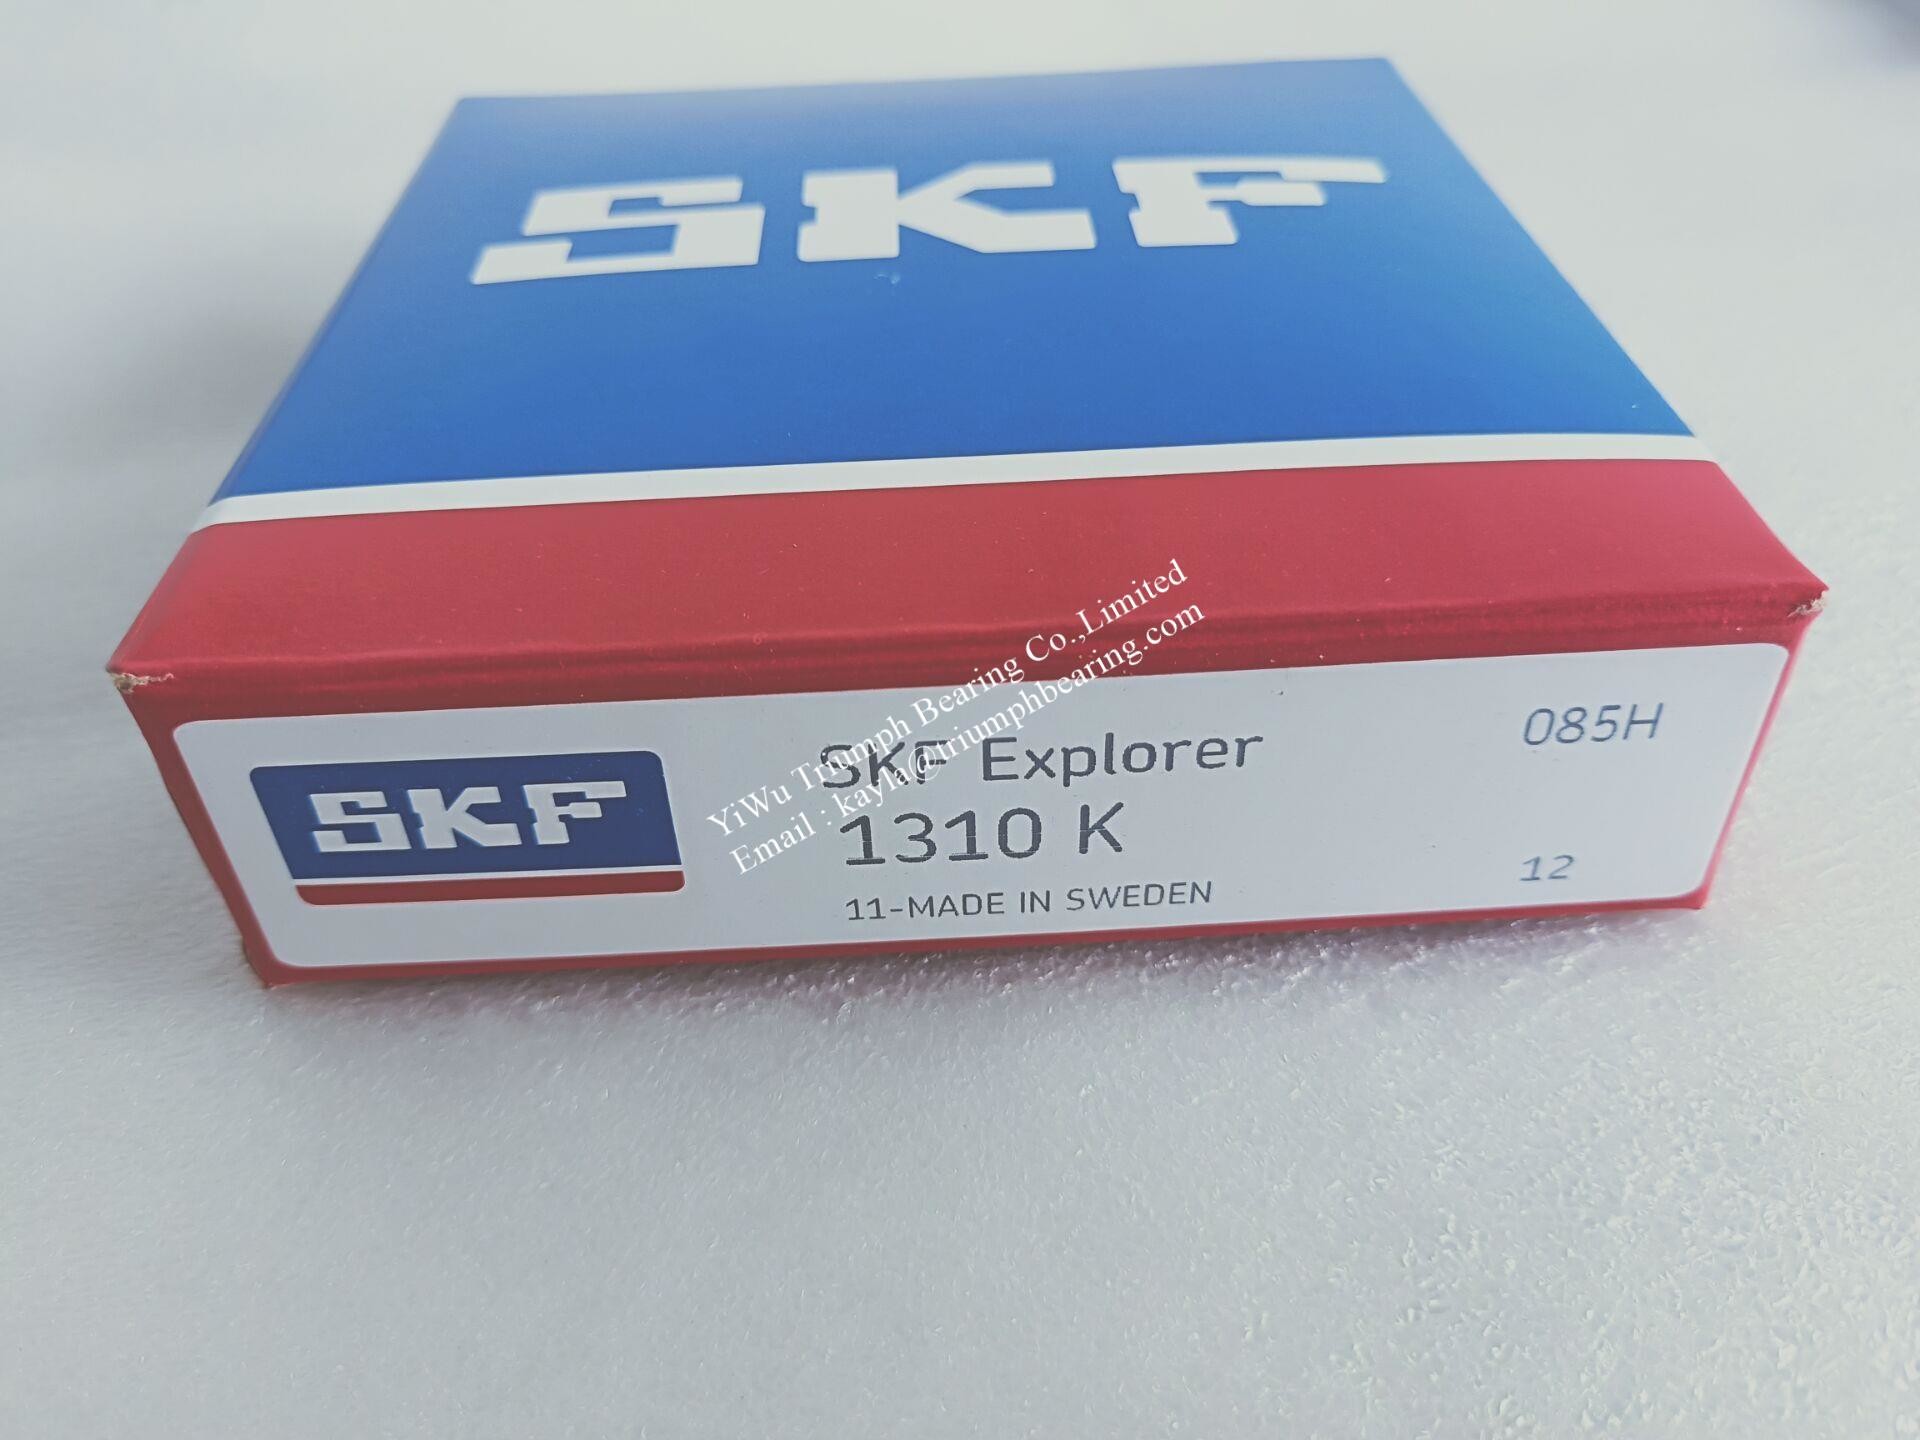 SKF
YiWu Triumph Bearing Co.,Limited
Email : kayla@triumphbearing.com
SKF
SKF Explorer
085H
1310 K
12
11-MADE IN SWEDEN